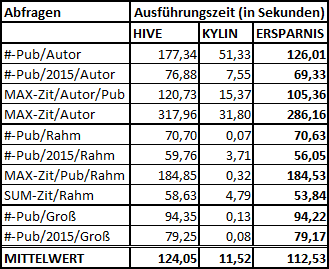 Abfragen Ausführungszeit (in Sekunden)
HIVE KYLIN ERSPARNIS
#-Pub/Autor 177,34 51,33 126,01
#-Pub/2015/Autor 76,88 7,55 69,33
MAX-Zit/Autor/Pub 120,73 15,37 105,36
MAX-Zit/Autor 317,96 31,80 286,16
#-Pub/Rahm 70,70 0,07 70,63
#-Pub/2015/Rahm 59,76 3,71 56,05
MAX-Zit/Pub/Rahm 184,85 0,32 184,53
SUM-Zit/Rahm 58,63 4,79 53,84
#-Pub/Groß 94,35 0,13 94,22
#-Pub/2015/Groß 79,25 0,08 79,17
MITTELWERT 124,05 11,52 112,53